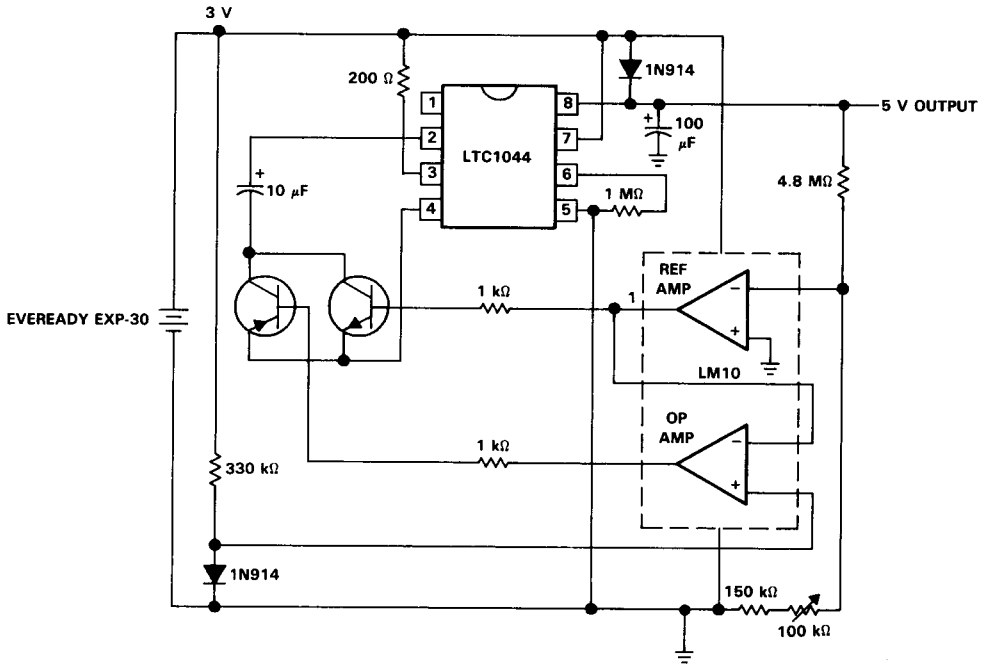 3 V
200 Ω
1N914
1
2
3
4
LTC1044
8
7
6
5
5 V OUTPUT
+
100
µF
+
10 µF
1 MΩ
4.8 MΩ
EVEREADY EXP-30
1 kΩ
1
REF
AMP
−
+
LM10
OP
AMP
−
+
1 kΩ
330 kΩ
1N914
150 kΩ
100 kΩ